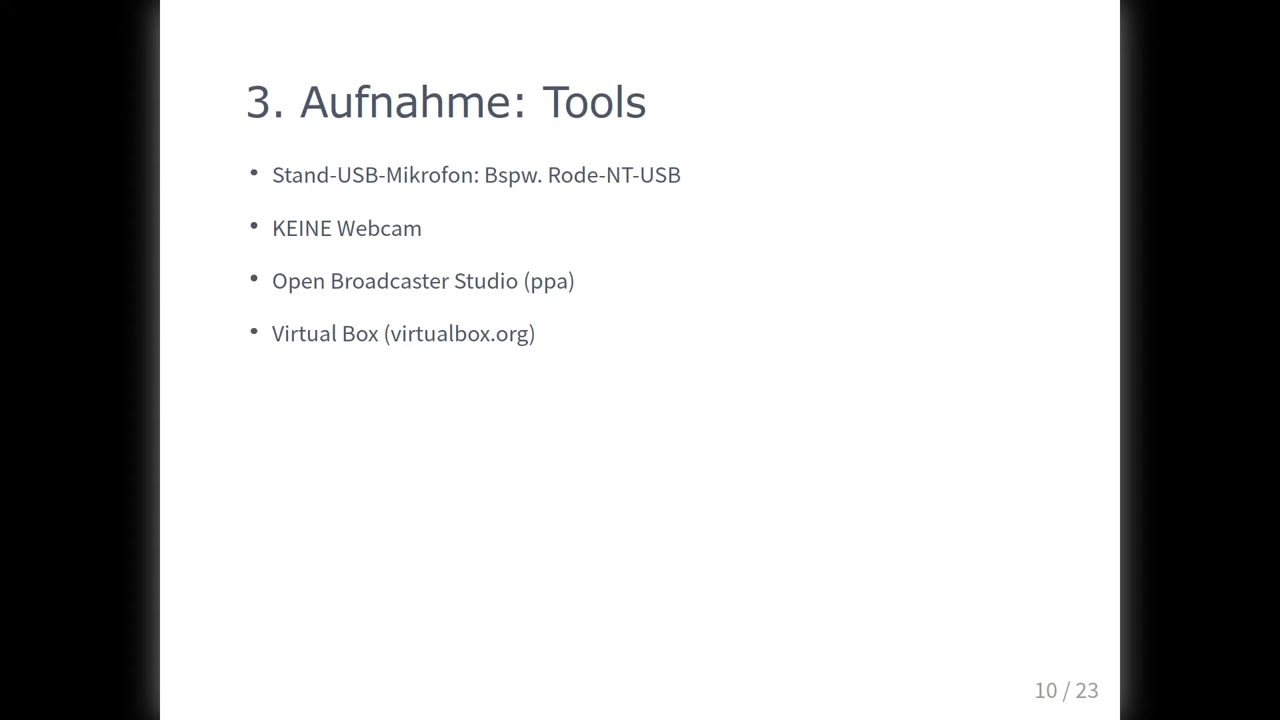 3. Aufnahme: Tools
• Stand-USB-Mikrofon: Bspw. Rode-NT-USB
• KEINE Webcam
• Open Broadcaster Studio (ppa)
• Virtual Box (virtualbox.org)
10 / 23